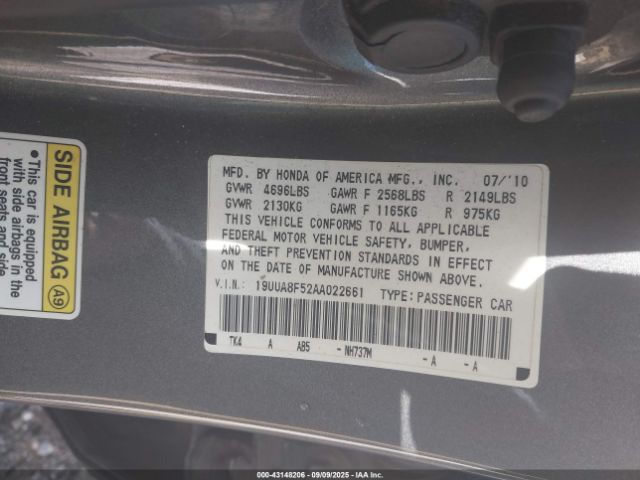 SIDE AIRBAG A9
• This car is equipped
with side airbags in the
front seats and side
MFD. BY HONDA OF AMERICA MFG., INC. 07/'10
GVWR 4696LBS GAWR F 2568LBS R 2149LBS
GVWR 2130KG GAWR F 1165KG R 975KG
THIS VEHICLE CONFORMS TO ALL APPLICABLE
FEDERAL MOTOR VEHICLE SAFETY, BUMPER,
AND THEFT PREVENTION STANDARDS IN EFFECT
ON THE DATE OF MANUFACTURE SHOWN ABOVE.
V.I.N.: 19UUA8F52AA022661 TYPE: PASSENGER CAR
TK4 A AB5 - NH737M - A - A
000-43148206 - 09/09/2025 - IAA Inc.